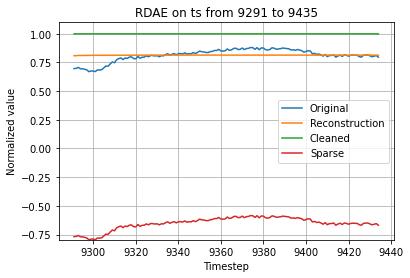 RDAE on ts from 9291 to 9435
Normalized value
1.00
0.75
0.50
0.25
0.00
−0.25
−0.50
−0.75
Original
Reconstruction
Cleaned
Sparse
9300 9320 9340 9360 9380 9400 9420 9440
Timestep